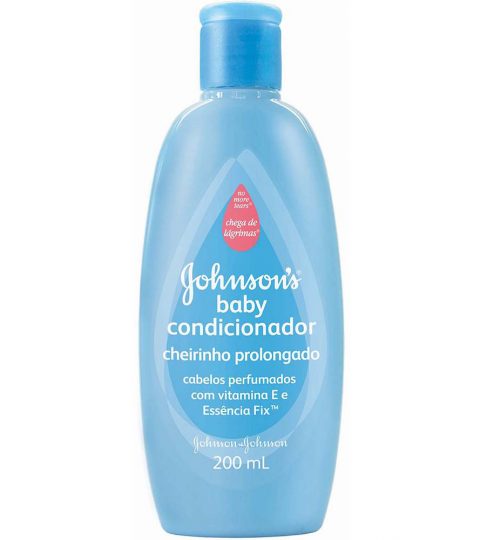 no
more
tears®
chega de
lágrimas®
Johnson's®
baby
condicionador
cheirinho prolongado
cabelos perfumados
com vitamina E e
Essência Fix™
Johnson & Johnson
200 mL